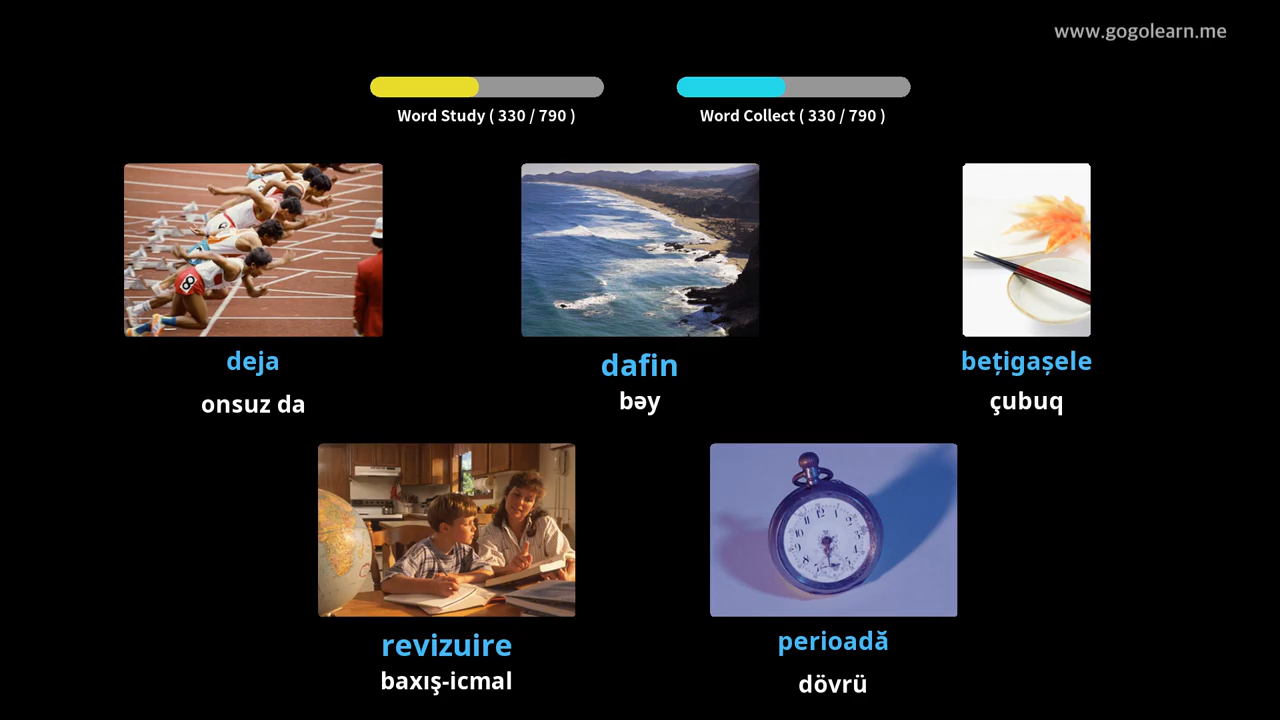 www.gogolearn.me
Word Study ( 330 / 790 )
Word Collect ( 330 / 790 )
deja
onsuz da
dafin
bəy
bețigașele
çubuq
revizuire
baxış-icmal
perioadă
dövrü